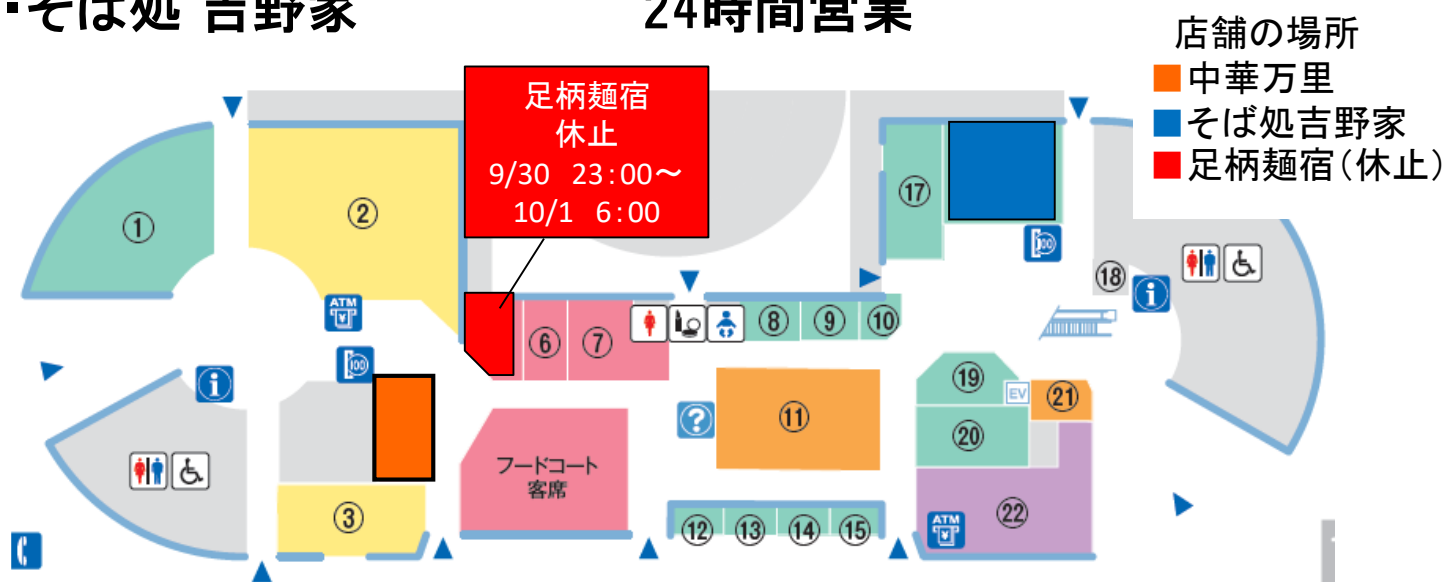 ▪そば処 吉野家 24時間営業
店舗の場所
■中華万里
■そば処吉野家
■足柄麺宿(休止)
足柄麺宿
休止
9/30 23:00～
10/1 6:00
①
②
⑰
⑱
ATM
¥
100
100
⑥
⑦
⑧
⑨
⑩
⑲
EV
㉑
⑪
?
⑳
フードコート
客席
③
⑫
⑬
⑭
⑮
ATM
¥
㉒
i
i